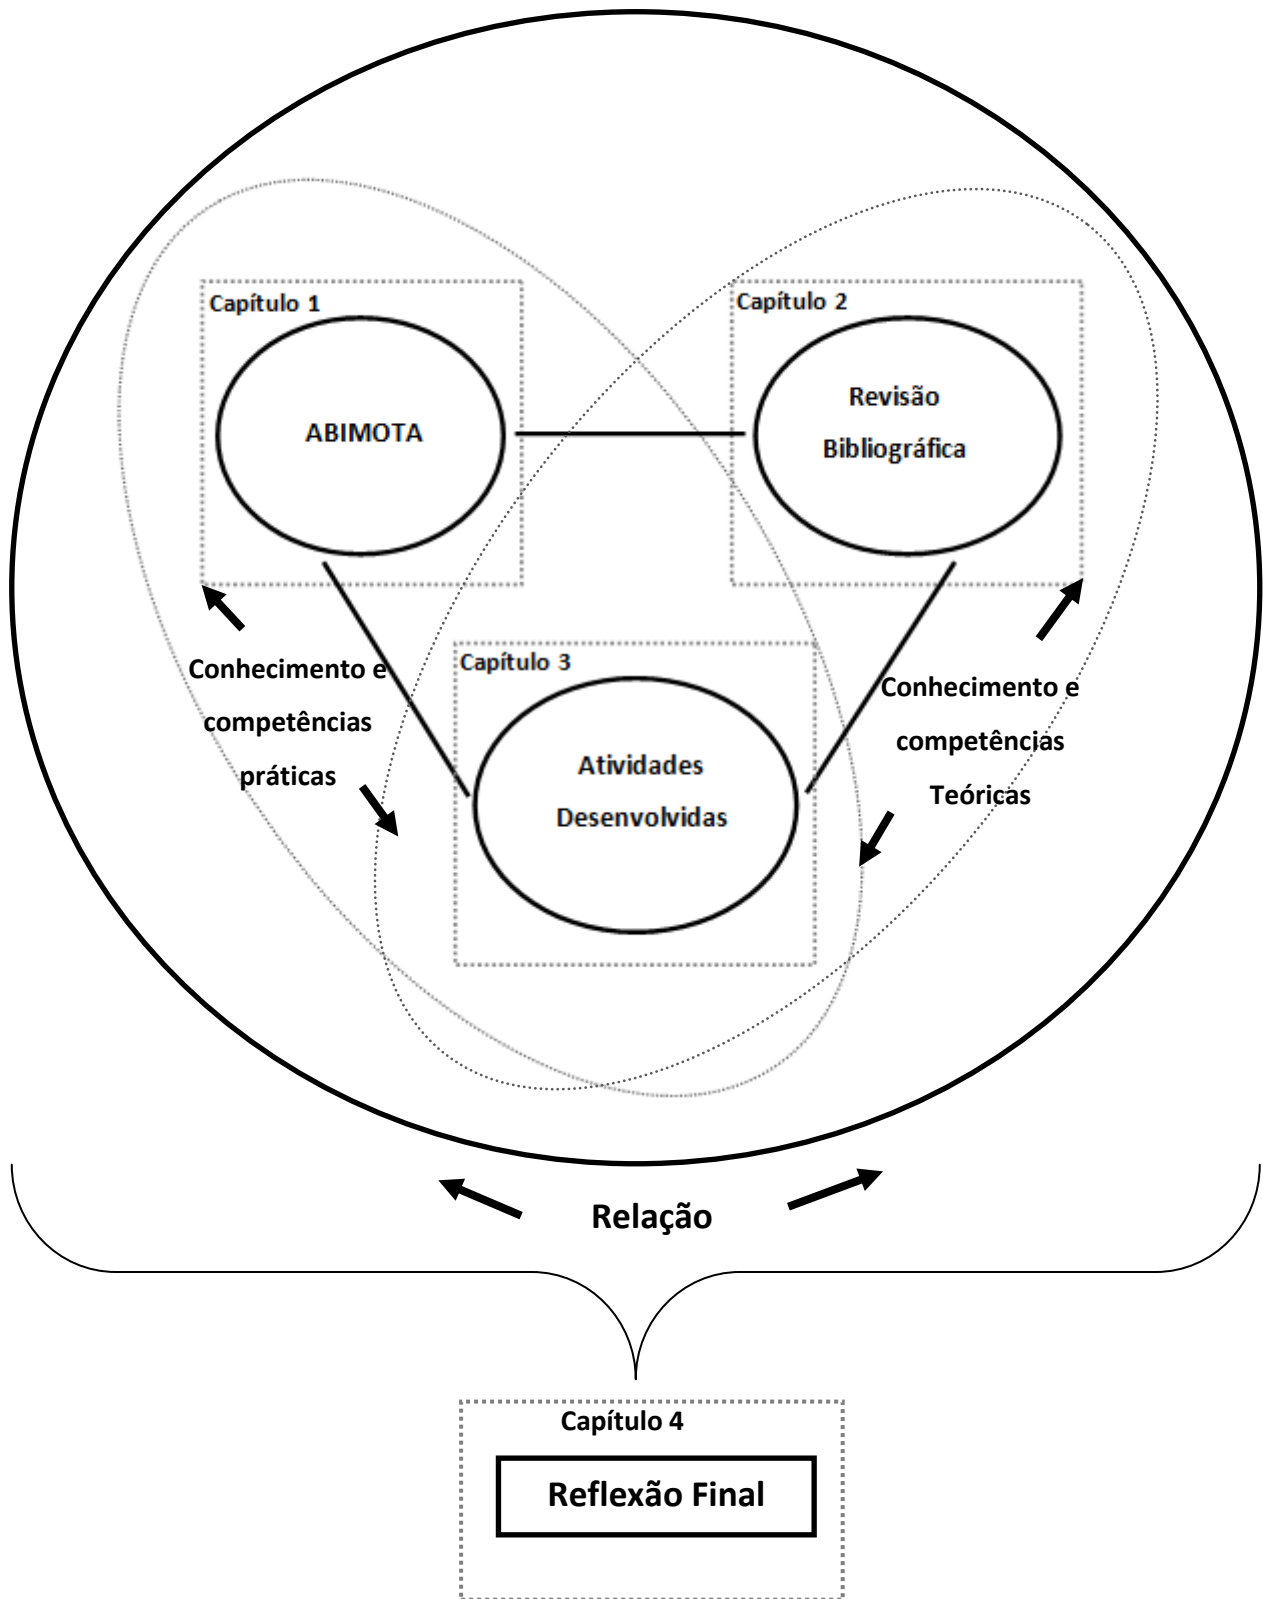 Capítulo 1
ABIMOTA
Capítulo 2
Revisão
Bibliográfica
Conhecimento e
competências
práticas
Capítulo 3
Atividades
Desenvolvidas
Conhecimento e
competências
Teóricas
Relação
Capítulo 4
Reflexão Final